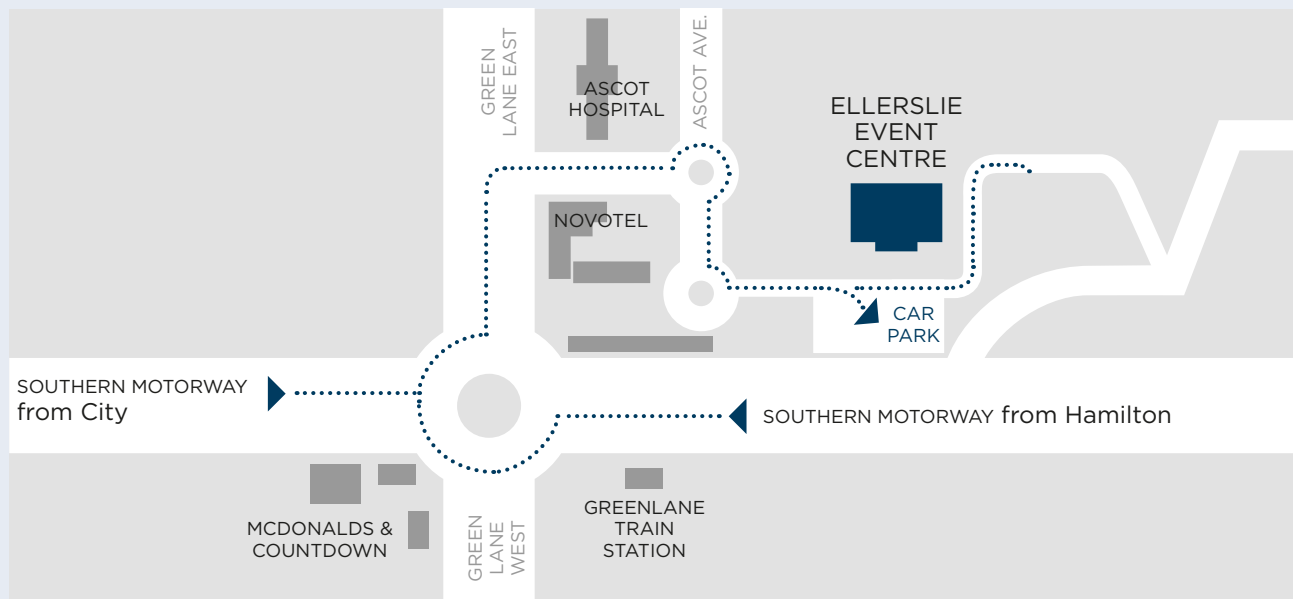 GREEN
LANE EAST
ASCOT
HOSPITAL
ASCOT AVE.
ELLERSLIE
EVENT
CENTRE
NOVOTEL
CAR
PARK
SOUTHERN MOTORWAY
from City
SOUTHERN MOTORWAY from Hamilton
MCDONALDS &
COUNTDOWN
GREEN
LANE
WEST
GREENLANE
TRAIN
STATION